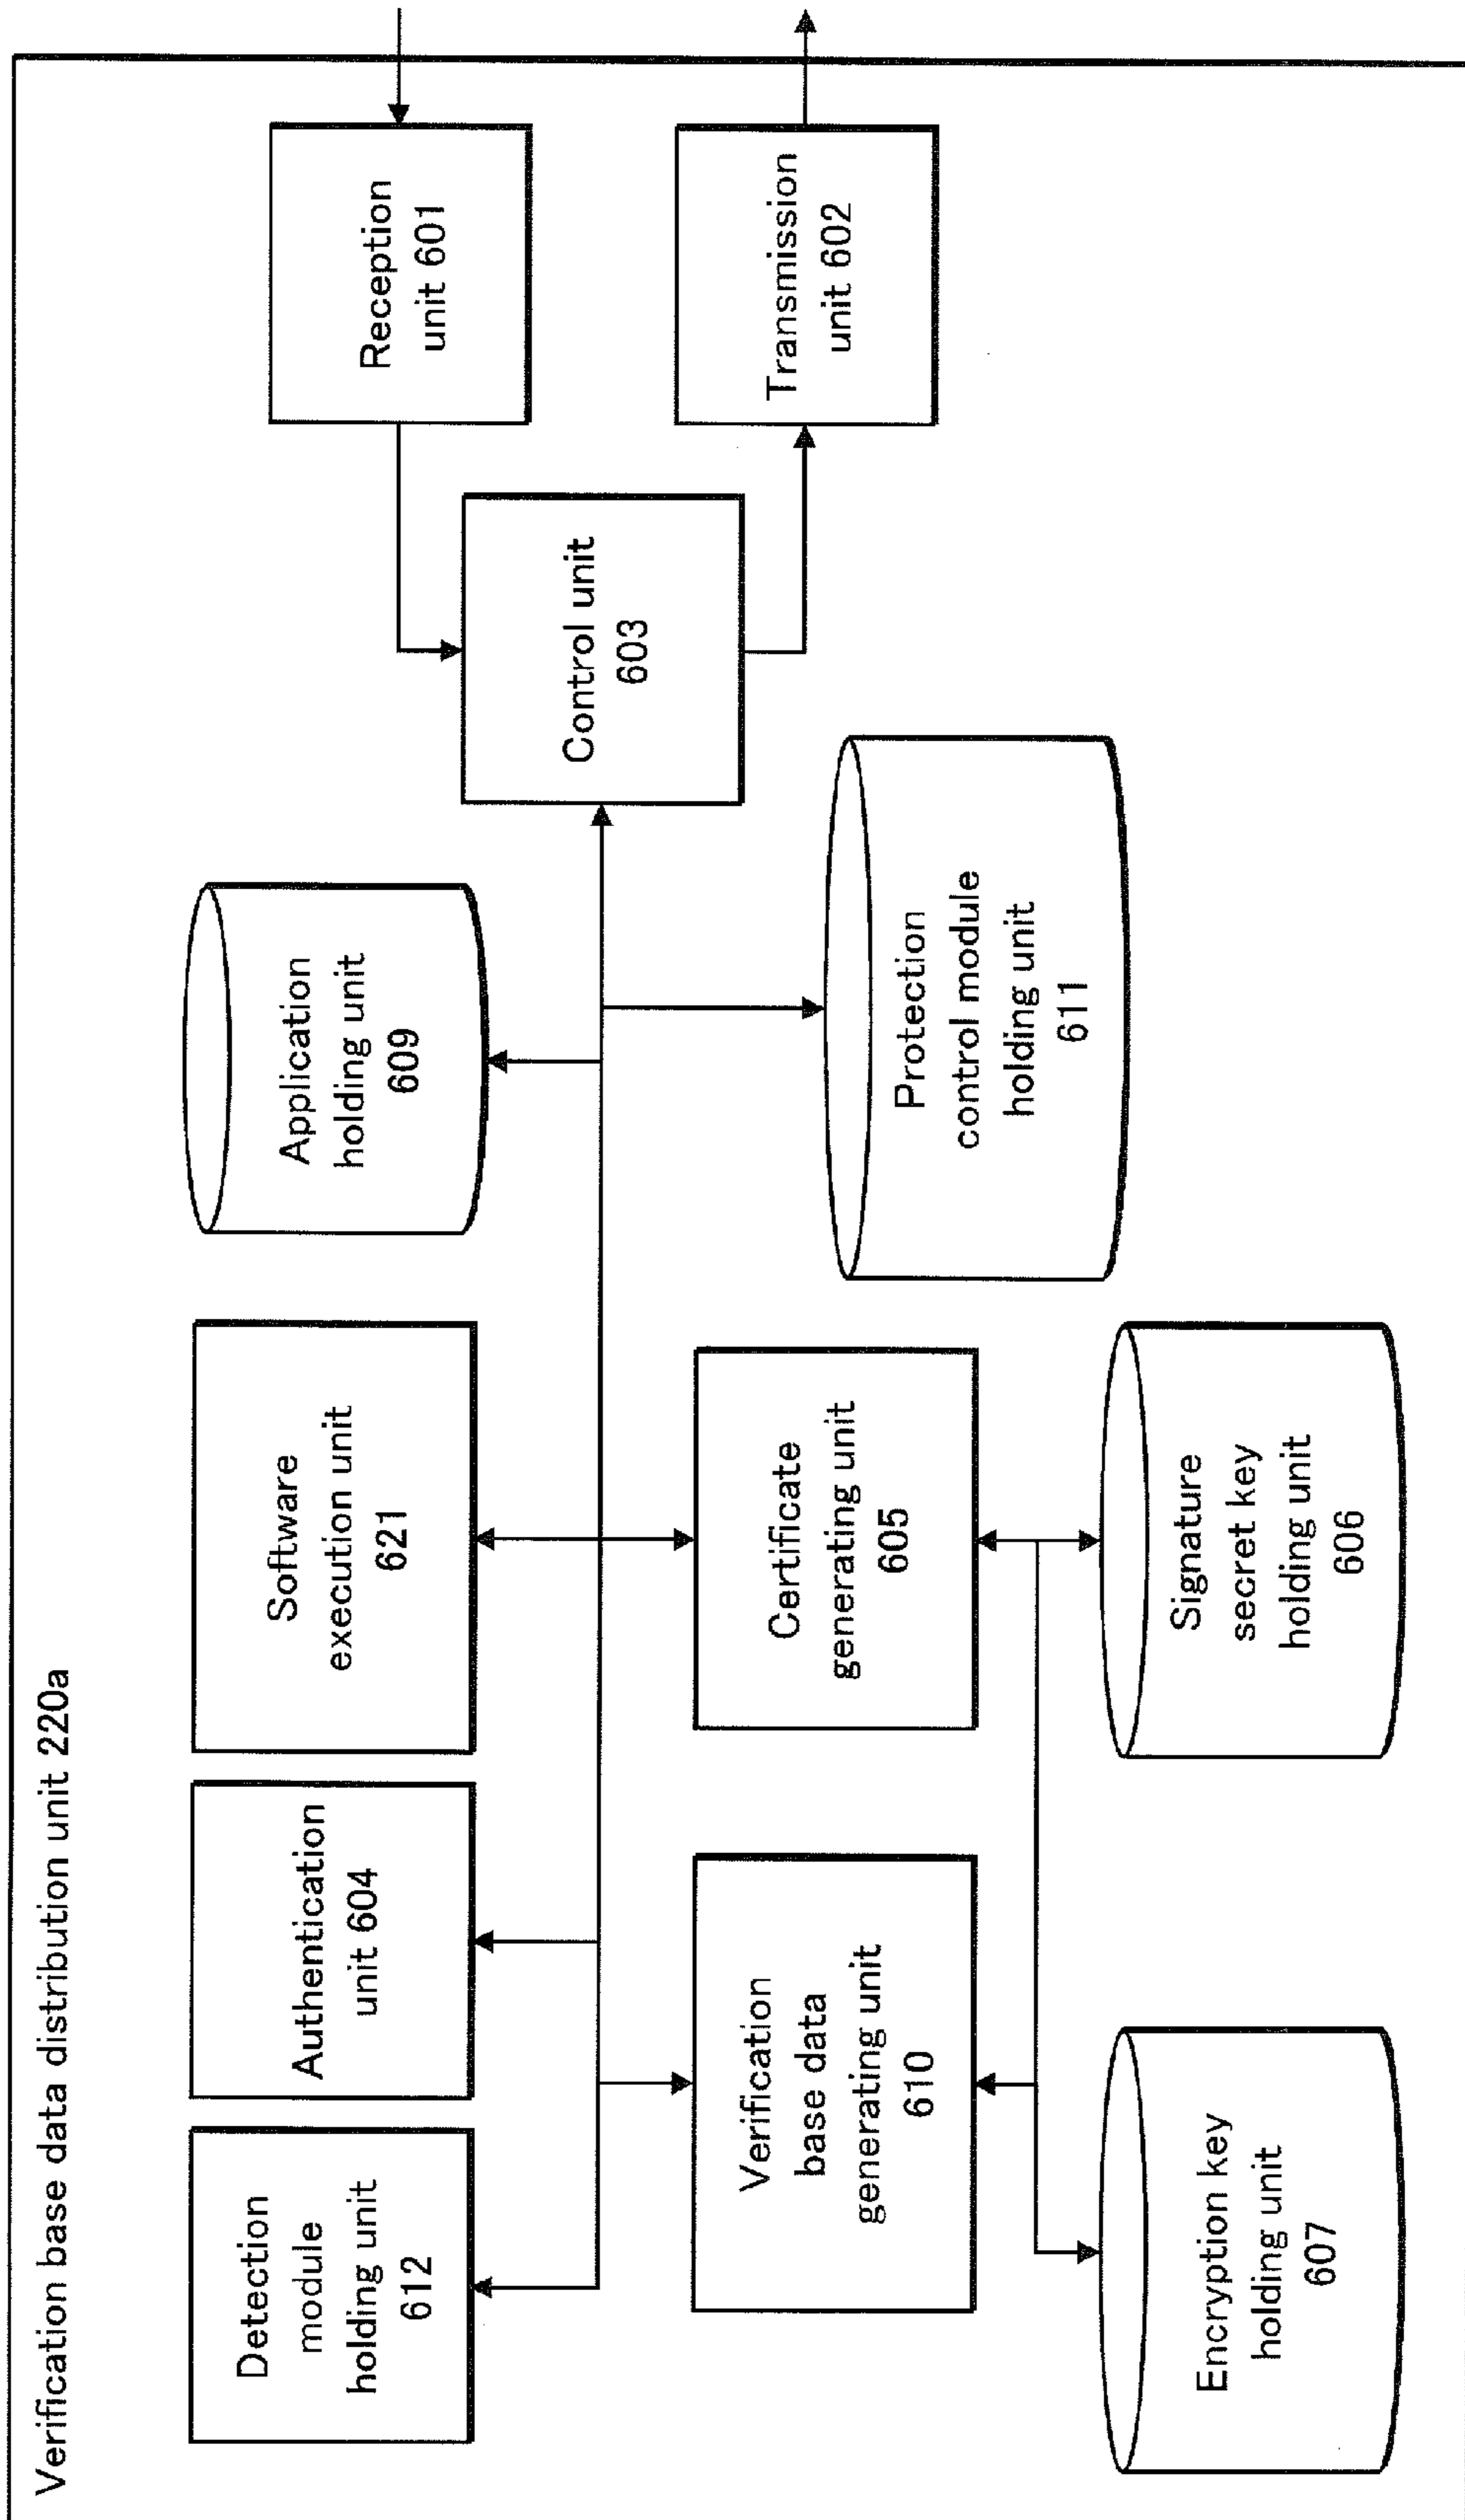 Verification base data distribution unit 220a
Detection
module
holding unit
612
Authentication
unit 604
Software
execution unit
621
Application
holding unit
609
Reception
unit 601
Control unit
603
Transmission
unit 602
Verification
base data
generating unit
610
Certificate
generating unit
605
Protection
control module
holding unit
611
Encryption key
holding unit
607
Signature
secret key
holding unit
606